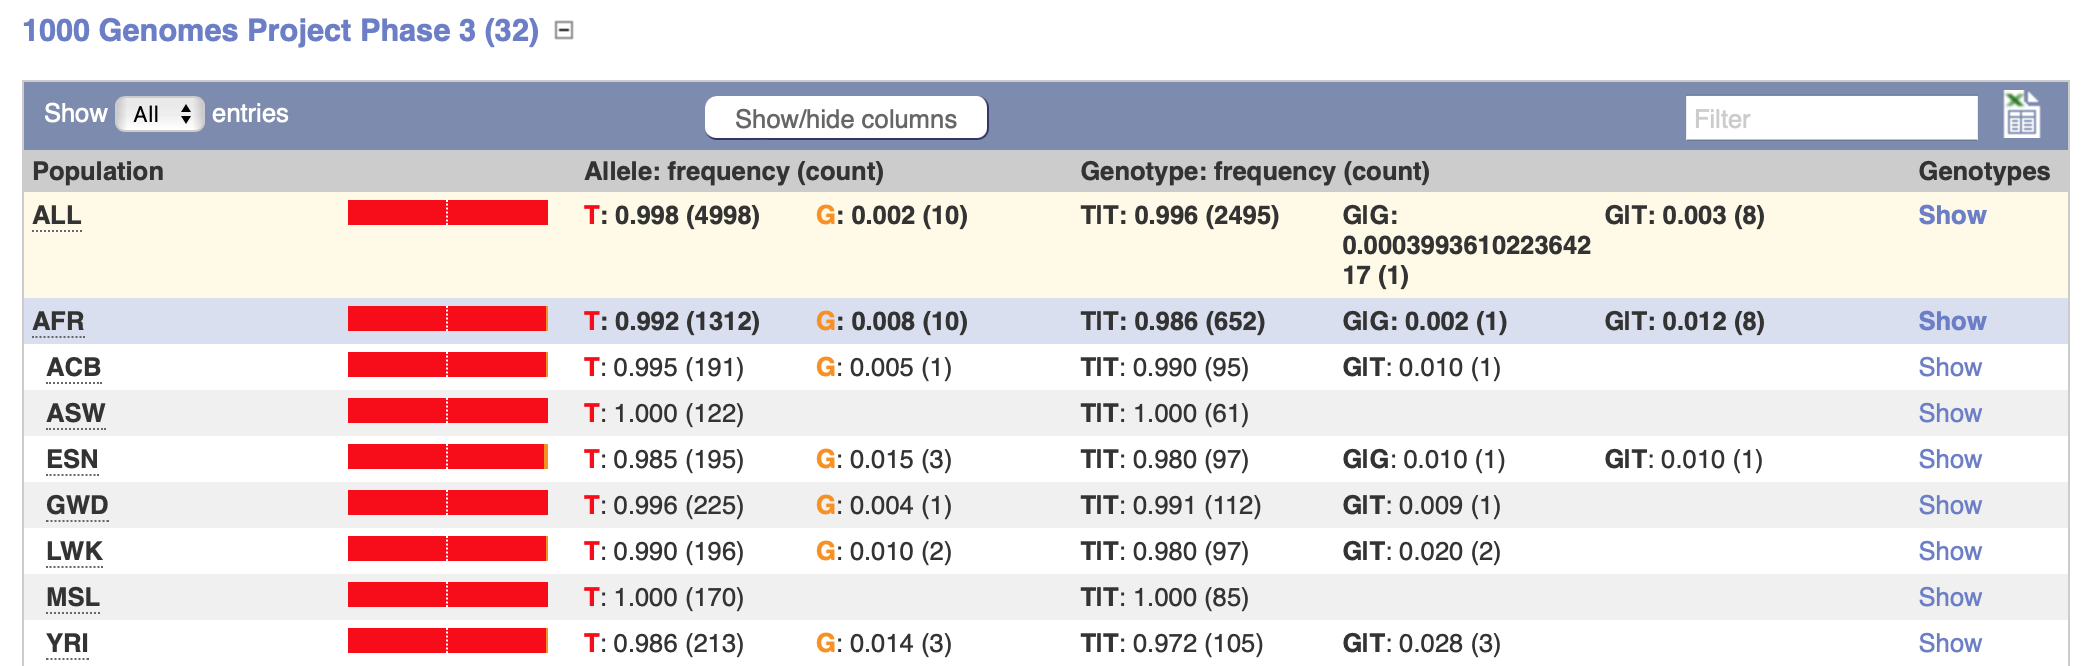 1000 Genomes Project Phase 3 (32)
Show All entries Show/hide columns Filter
Population Allele: frequency (count) Genotype: frequency (count) Genotypes
ALL T: 0.998 (4998) G: 0.002 (10) T|T: 0.996 (2495) G|G: G|T: 0.003 (8) Show
0.0003993610223642
17 (1)
AFR T: 0.992 (1312) G: 0.008 (10) T|T: 0.986 (652) G|G: 0.002 (1) G|T: 0.012 (8) Show
ACB T: 0.995 (191) G: 0.005 (1) T|T: 0.990 (95) G|T: 0.010 (1) Show
ASW T: 1.000 (122) T|T: 1.000 (61) Show
ESN T: 0.985 (195) G: 0.015 (3) T|T: 0.980 (97) G|G: 0.010 (1) G|T: 0.010 (1) Show
GWD T: 0.996 (225) G: 0.004 (1) T|T: 0.991 (112) G|T: 0.009 (1) Show
LWK T: 0.990 (196) G: 0.010 (2) T|T: 0.980 (97) G|T: 0.020 (2) Show
MSL T: 1.000 (170) T|T: 1.000 (85) Show
YRI T: 0.986 (213) G: 0.014 (3) T|T: 0.972 (105) G|T: 0.028 (3) Show